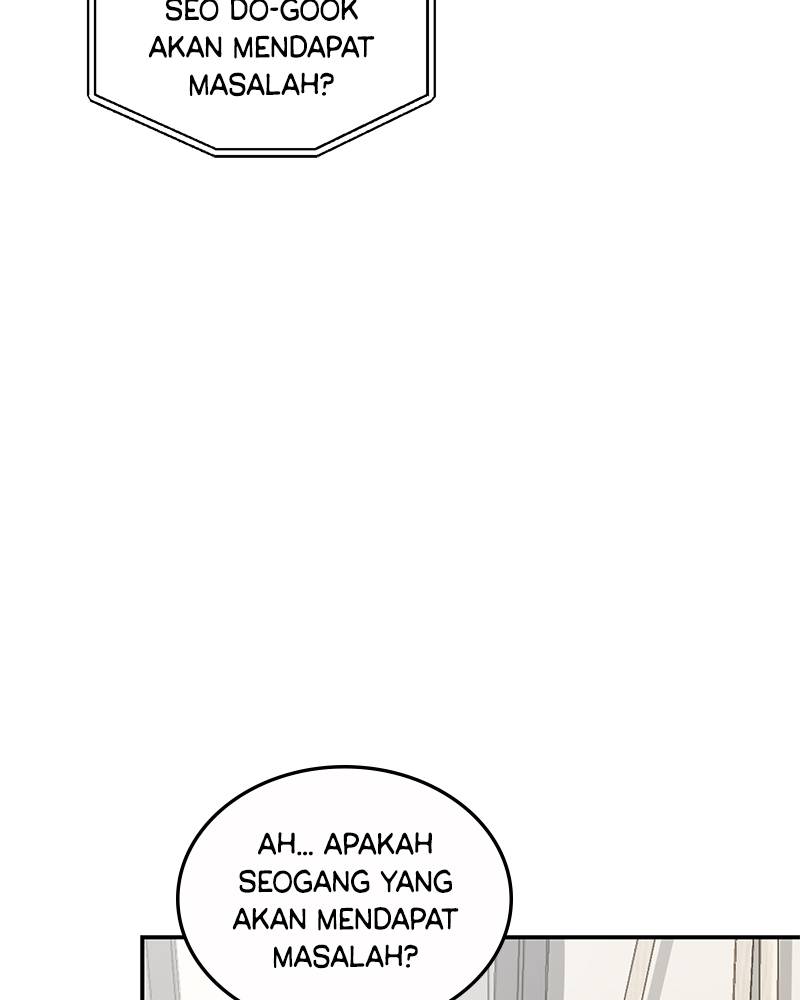 SEO DO-GOOK
AKAN MENDAPAT
MASALAH?
AH... APAKAH
SEOGANG YANG
AKAN MENDAPAT
MASALAH?